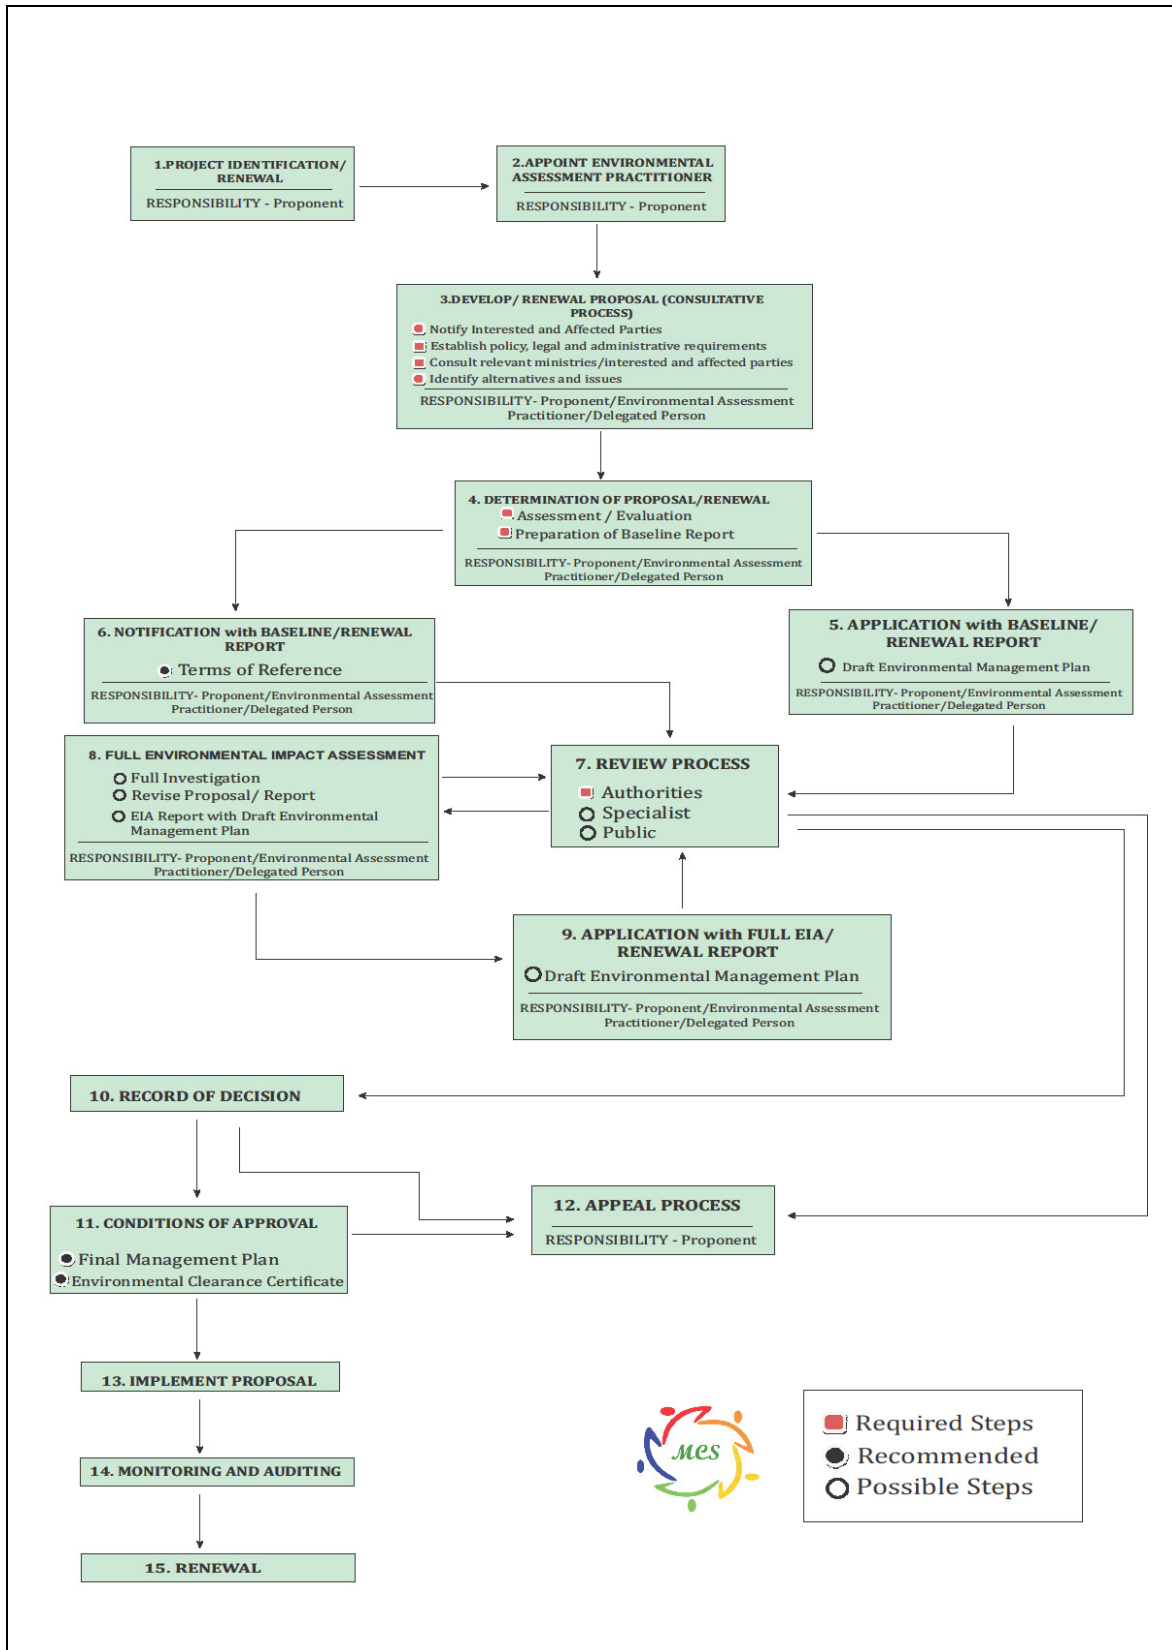 1.PROJECT IDENTIFICATION/
RENEWAL
RESPONSIBILITY - Proponent
2.APPOINT ENVIRONMENTAL
ASSESSMENT PRACTITIONER
RESPONSIBILITY - Proponent
3.DEVELOP/ RENEWAL PROPOSAL (CONSULTATIVE
PROCESS)
Notify Interested and Affected Parties
Establish policy, legal and administrative requirements
Consult relevant ministries/interested and affected parties
Identify alternatives and issues
RESPONSIBILITY- Proponent/Environmental Assessment
Practitioner/Delegated Person
4. DETERMINATION OF PROPOSAL/RENEWAL
Assessment / Evaluation
Preparation of Baseline Report
RESPONSIBILITY- Proponent/Environmental Assessment
Practitioner/Delegated Person
6. NOTIFICATION with BASELINE/RENEWAL
REPORT
Terms of Reference
RESPONSIBILITY- Proponent/Environmental Assessment
Practitioner/Delegated Person
5. APPLICATION with BASELINE/
RENEWAL REPORT
Draft Environmental Management Plan
RESPONSIBILITY- Proponent/Environmental Assessment
Practitioner/Delegated Person
8. FULL ENVIRONMENTAL IMPACT ASSESSMENT
Full Investigation
Revise Proposal/ Report
EIA Report with Draft Environmental
Management Plan
RESPONSIBILITY- Proponent/Environmental Assessment
Practitioner/Delegated Person
7. REVIEW PROCESS
Authorities
Specialist
Public
9. APPLICATION with FULL EIA/
RENEWAL REPORT
Draft Environmental Management Plan
RESPONSIBILITY- Proponent/Environmental Assessment
Practitioner/Delegated Person
10. RECORD OF DECISION
11. CONDITIONS OF APPROVAL
Final Management Plan
Environmental Clearance Certificate
12. APPEAL PROCESS
RESPONSIBILITY - Proponent
13. IMPLEMENT PROPOSAL
14. MONITORING AND AUDITING
15. RENEWAL
MCS
Required Steps
Recommended
Possible Steps